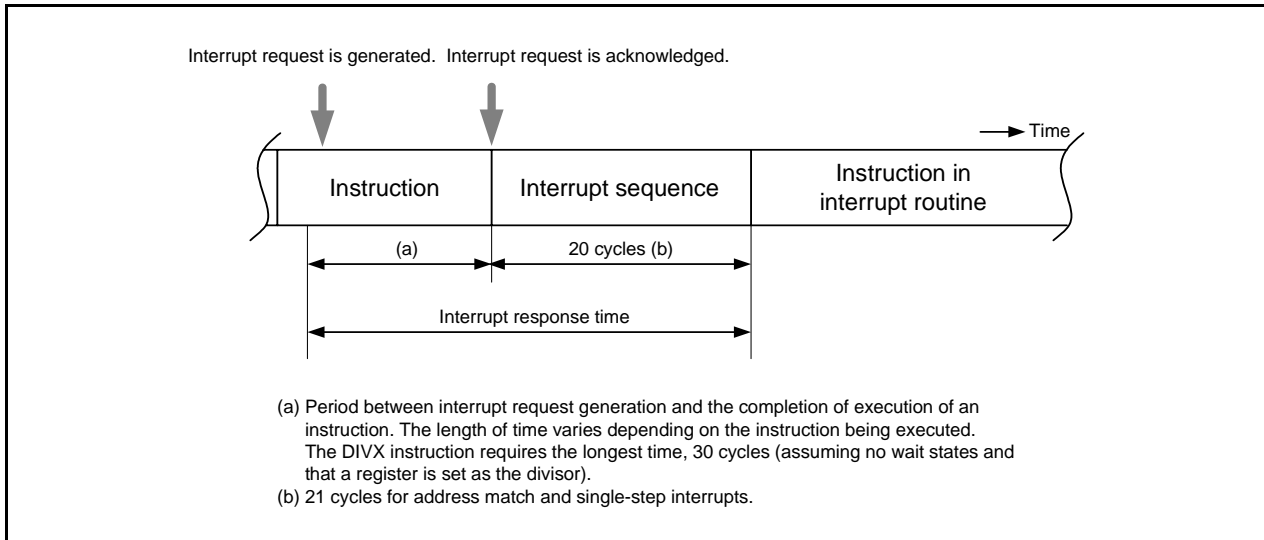 Interrupt request is generated. Interrupt request is acknowledged.
Time
Instruction
Interrupt sequence
Instruction in
interrupt routine
(a)
20 cycles (b)
Interrupt response time
(a) Period between interrupt request generation and the completion of execution of an
instruction. The length of time varies depending on the instruction being executed.
The DIVX instruction requires the longest time, 30 cycles (assuming no wait states and
that a register is set as the divisor).
(b) 21 cycles for address match and single-step interrupts.